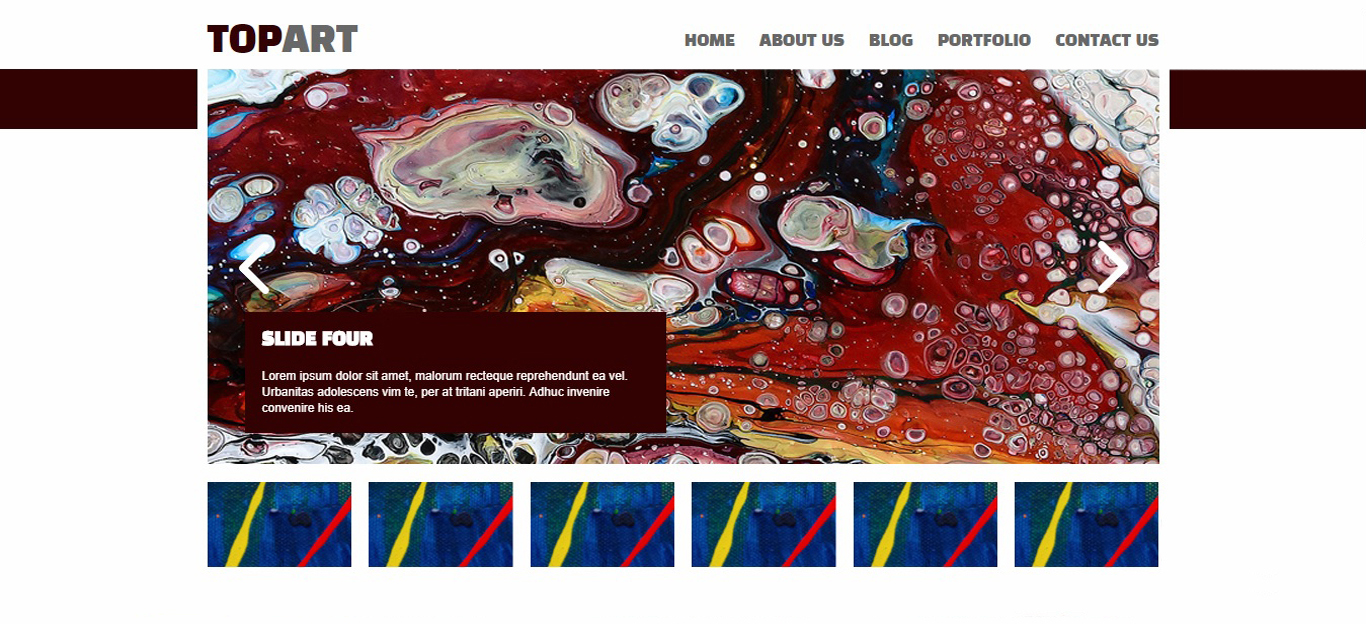 TOPART
HOME ABOUT US BLOG PORTFOLIO CONTACT US
SLIDE FOUR
Lorem ipsum dolor sit amet, malorum recteque reprehendunt ea vel.
Urbanitas adolescens vim te, per at tritani aperiri. Adhuc invenire
convenire his ea.